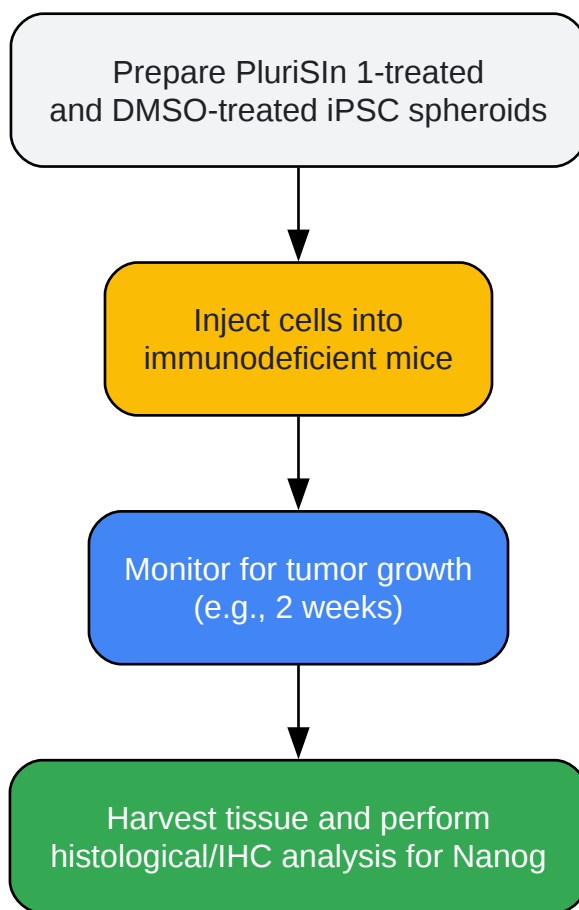 Prepare PluriSIn 1-treated
and DMSO-treated iPSC spheroids
Inject cells into
immunodeficient mice
Monitor for tumor growth
(e.g., 2 weeks)
Harvest tissue and perform
histological/IHC analysis for Nanog